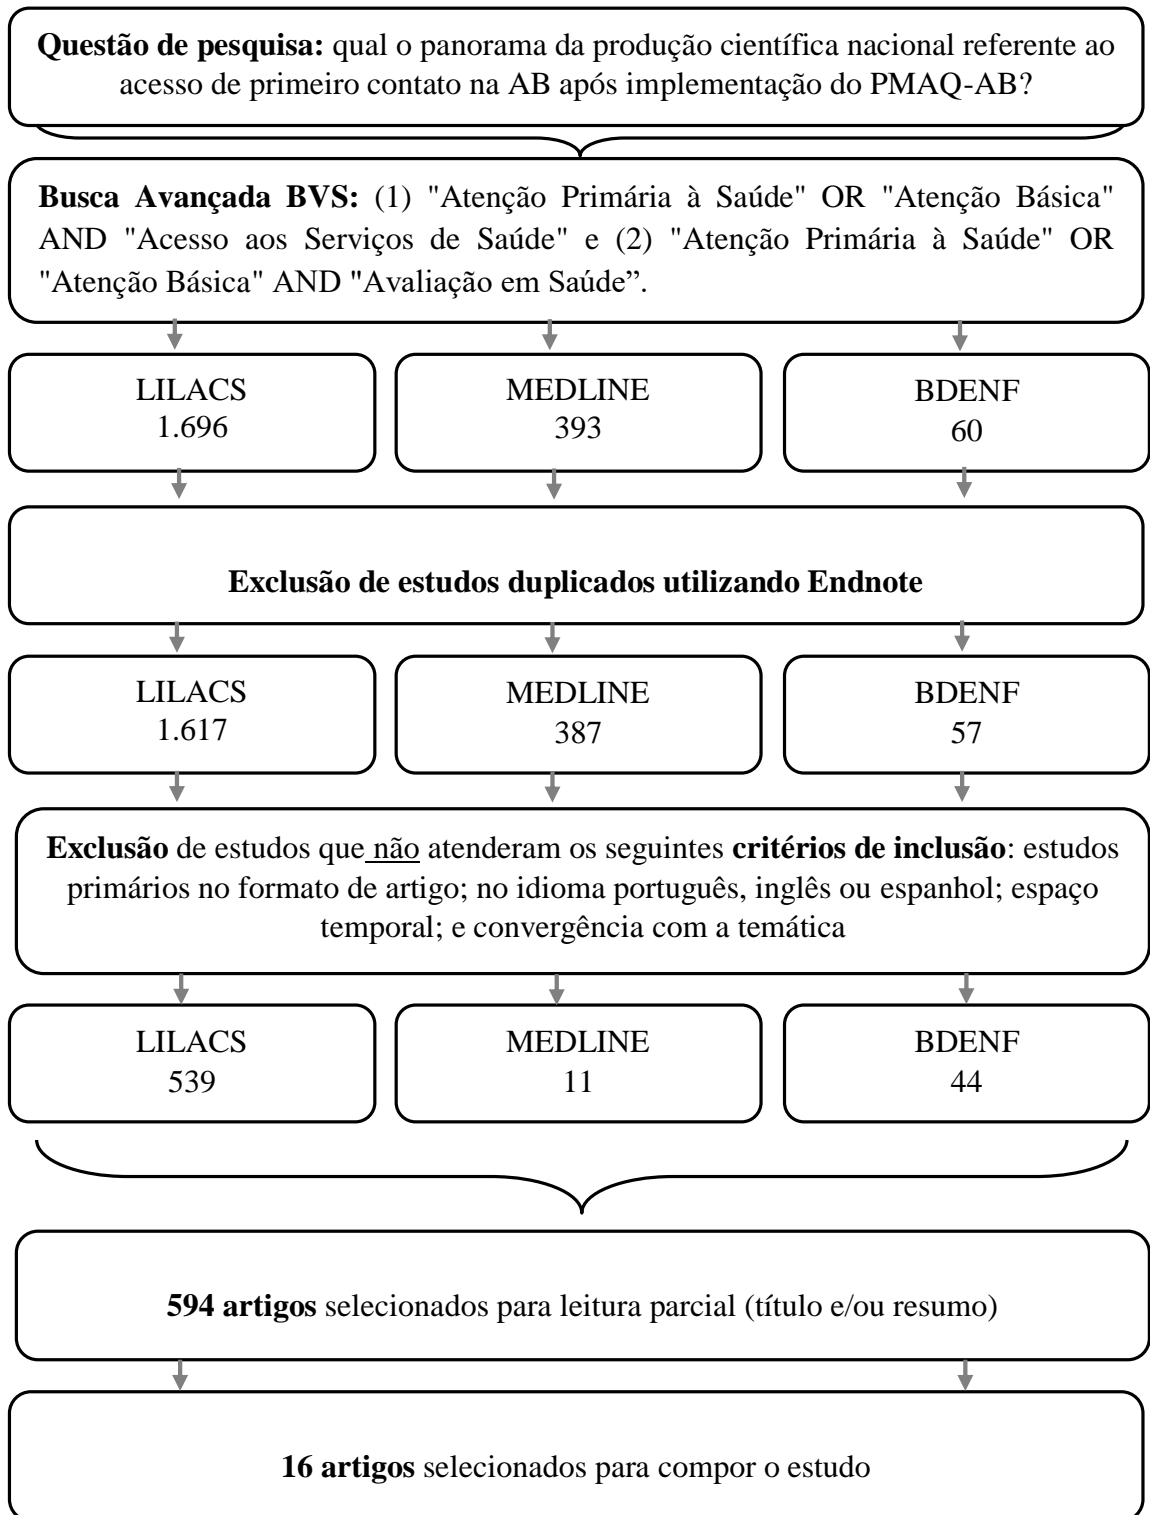 Questão de pesquisa: qual o panorama da produção científica nacional referente ao
acesso de primeiro contato na AB após implementação do PMAQ-AB?
Busca Avançada BVS: (1) "Atenção Primária à Saúde" OR "Atenção Básica"
AND "Acesso aos Serviços de Saúde" e (2) "Atenção Primária à Saúde" OR
"Atenção Básica" AND "Avaliação em Saúde”.
LILACS
1.696
MEDLINE
393
BDENF
60
Exclusão de estudos duplicados utilizando Endnote
LILACS
1.617
MEDLINE
387
BDENF
57
Exclusão de estudos que não atenderam os seguintes critérios de inclusão: estudos
primários no formato de artigo; no idioma português, inglês ou espanhol; espaço
temporal; e convergência com a temática
LILACS
539
MEDLINE
11
BDENF
44
594 artigos selecionados para leitura parcial (título e/ou resumo)
16 artigos selecionados para compor o estudo